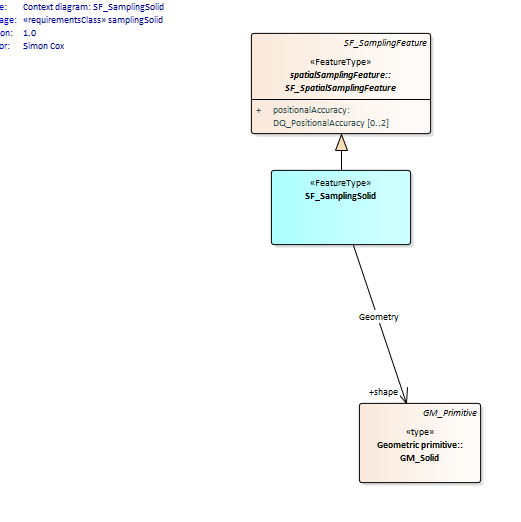 e: Context diagram: SF_SamplingSolid
age: «requirementsClass» samplingSolid
on: 1.0
or: Simon Cox
SF_SamplingFeature
«FeatureType»
spatialSamplingFeature::
SF_SpatialSamplingFeature
+ positionalAccuracy:
DQ_PositionalAccuracy [0..2]
«FeatureType»
SF_SamplingSolid
Geometry
+shape
GM_Primitive
«type»
Geometric primitive::
GM_Solid